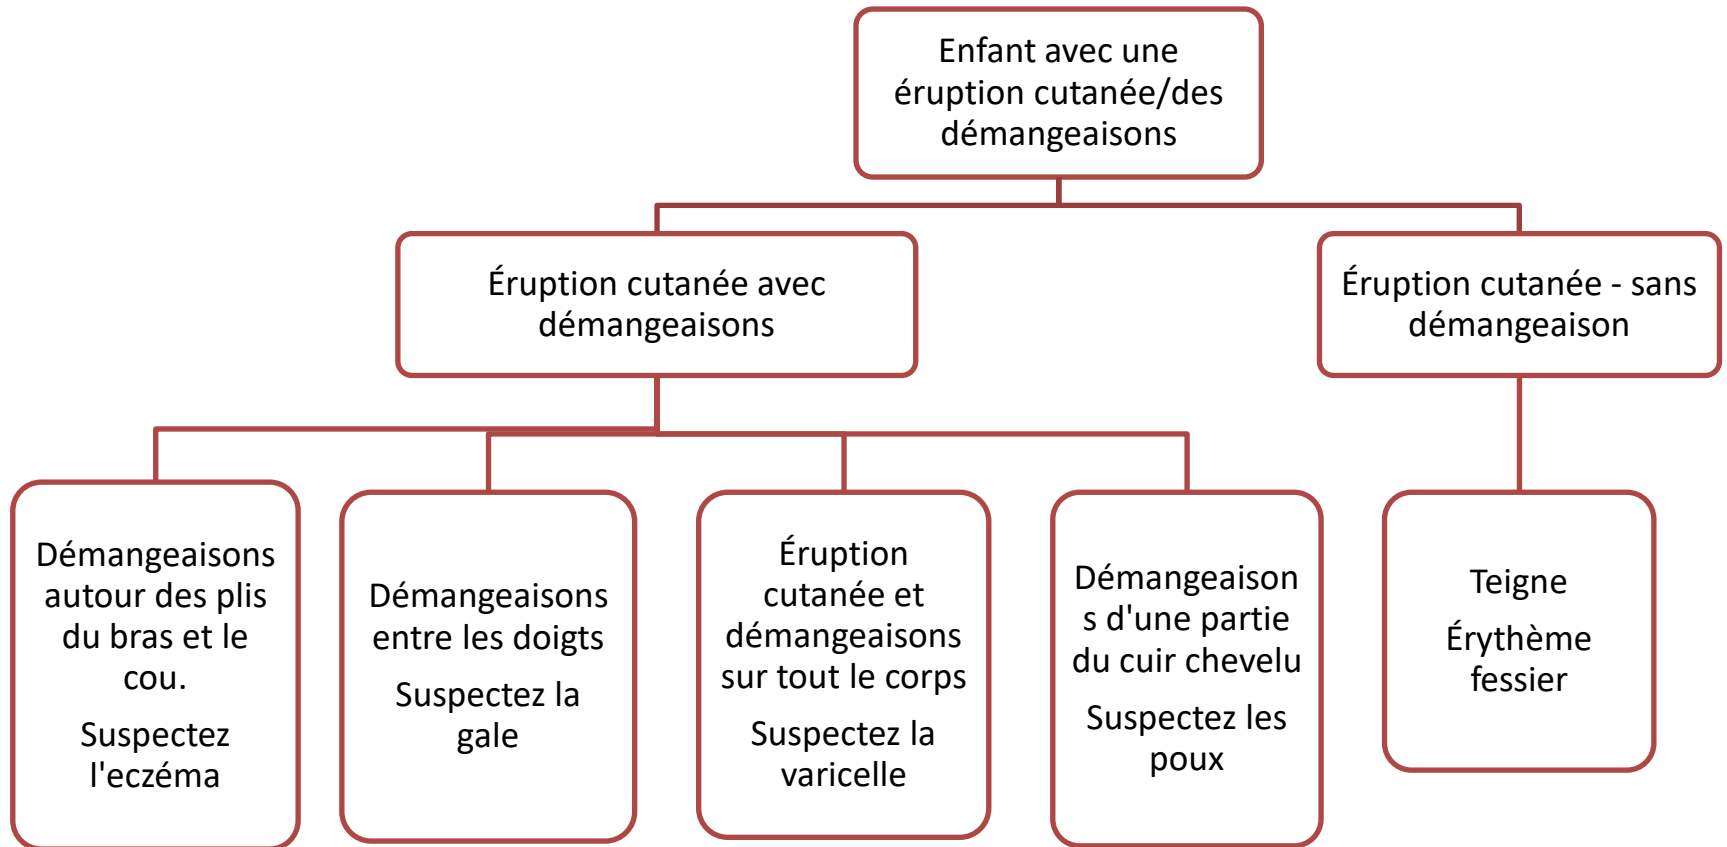 Enfant avec une
éruption cutanée/des
démangeaisons
Éruption cutanée avec
démangeaisons
Éruption cutanée - sans
démangeaison
Démangeaisons
autour des plis
du bras et le
cou.
Suspectez
l'eczéma
Démangeaisons
entre les doigts
Suspectez la
gale
Éruption
cutanée et
démangeaisons
sur tout le corps
Suspectez la
varicelle
Démangeaison
s d'une partie
du cuir chevelu
Suspectez les
poux
Teigne
Érythème
fessier